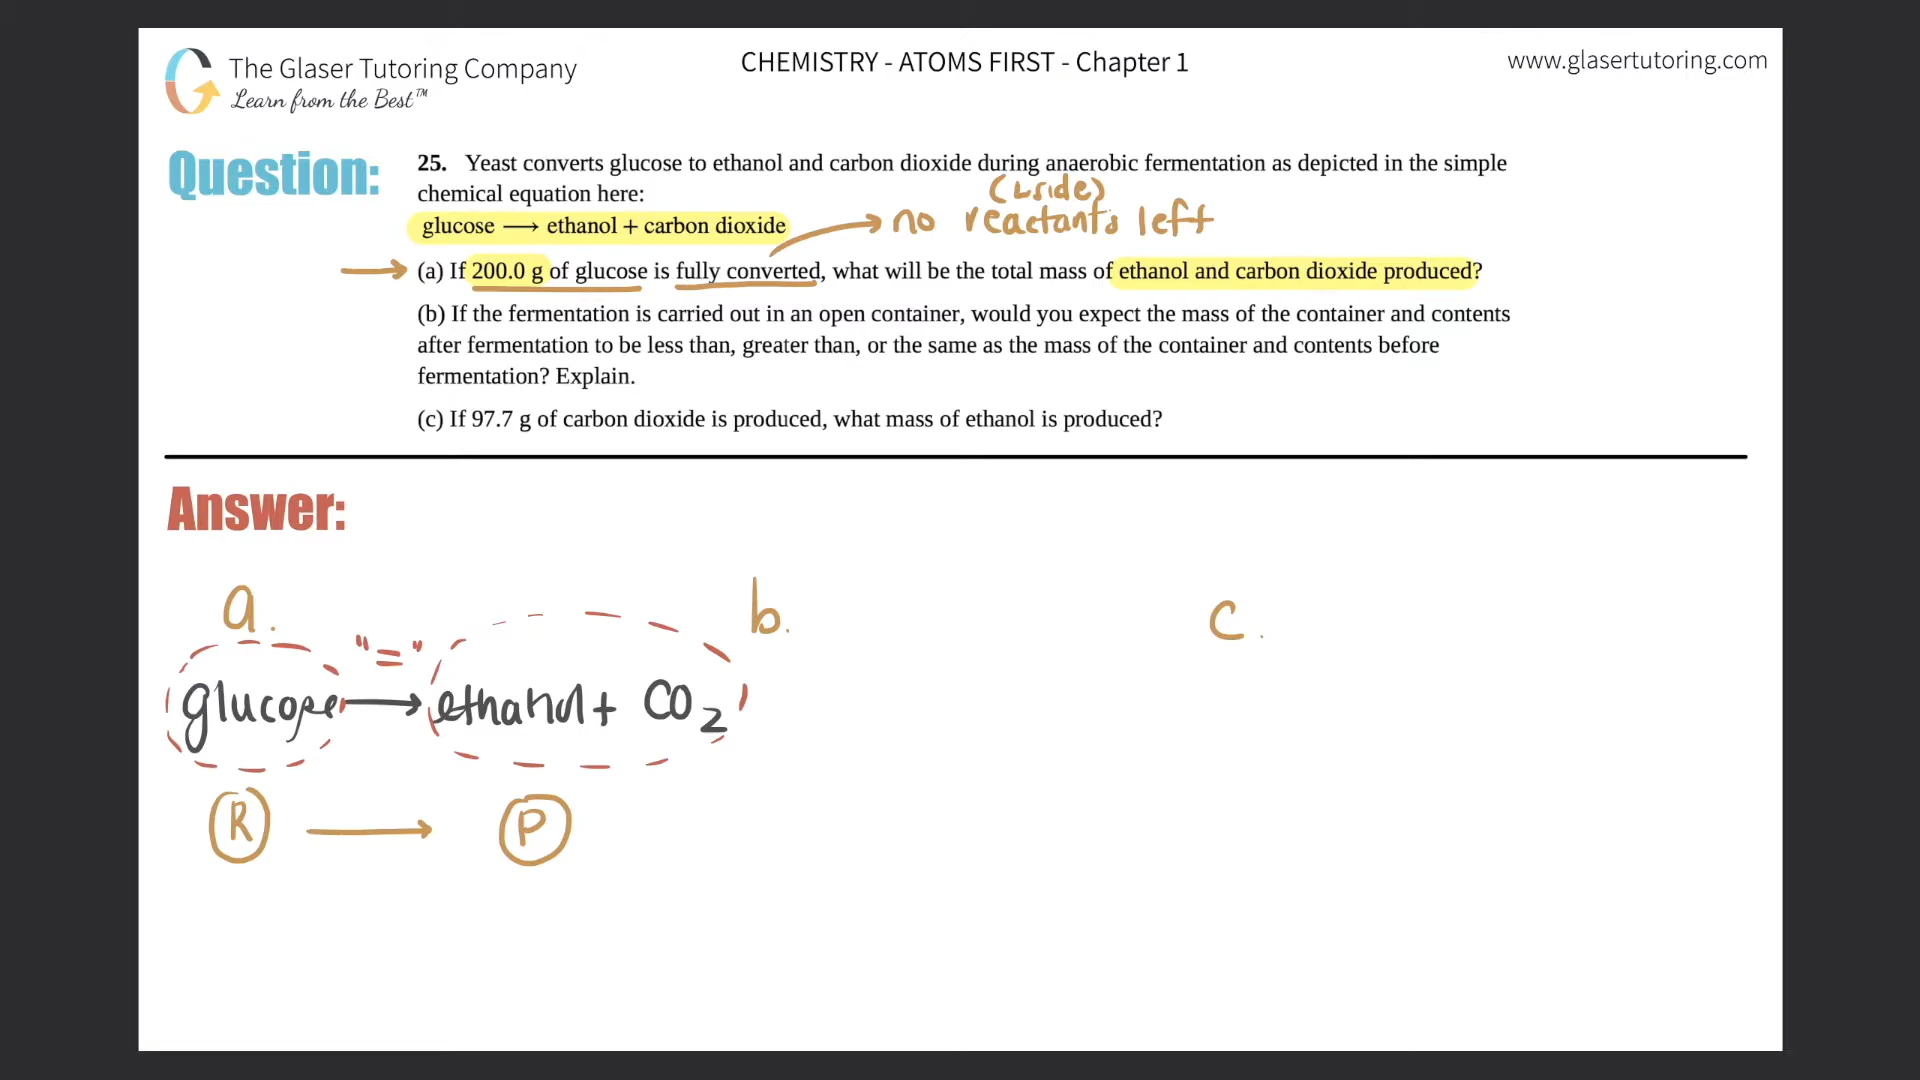 The Glaser Tutoring Company
Learn from the Best™
CHEMISTRY - ATOMS FIRST - Chapter 1
www.glasertutoring.com
Question:
25. Yeast converts glucose to ethanol and carbon dioxide during anaerobic fermentation as depicted in the simple
chemical equation here:
(Lside)
glucose ⟶ ethanol + carbon dioxide
→ no reactants left
→ (a) If 200.0 g of glucose is fully converted, what will be the total mass of ethanol and carbon dioxide produced?
(b) If the fermentation is carried out in an open container, would you expect the mass of the container and contents
after fermentation to be less than, greater than, or the same as the mass of the container and contents before
fermentation? Explain.
(c) If 97.7 g of carbon dioxide is produced, what mass of ethanol is produced?
Answer:
a.
b.
c.
"="
glucose → ethanol + CO₂
R → P